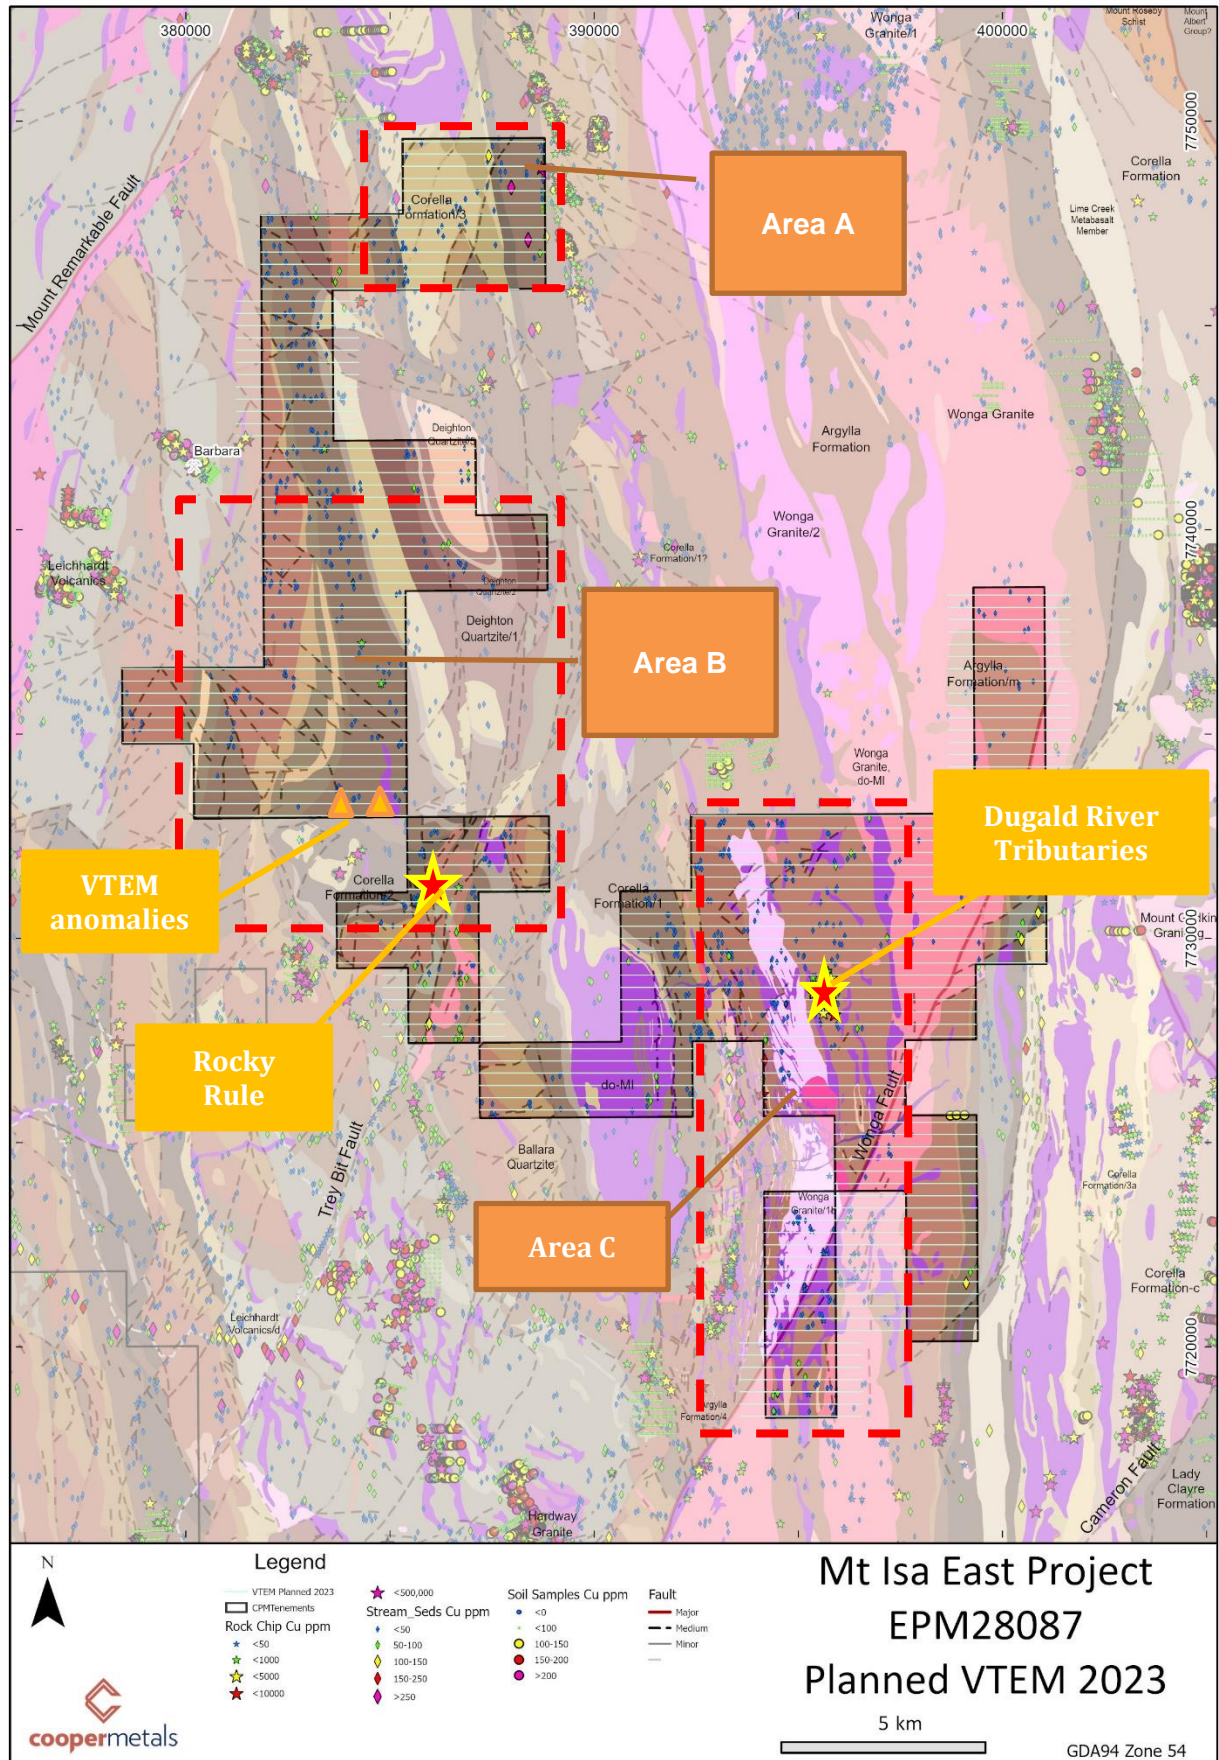 380000
390000
400000
Wonga
Granite/1
Mount Roseby
Schist
Mount
Albert
Group?
7750000
Corella
Formation
Lime Creek
Metabasalt
Member
Mount Remarkable Fault
Corella
Formation/3
Area A
Barbara
Deighton
Quartzite/3
Argylla
Formation
Wonga Granite
Wonga
Granite/2
7740000
Leichhardt
Volcanics
Corella
Formation/1?
Deighton
Quartzite/2
Deighton
Quartzite/1
Area B
Argylla
Formation/m
Wonga
Granite,
do-MI
Dugald River
Tributaries
VTEM
anomalies
Corella
Formation/2
Corella
Formation/1
7730000
Rocky
Rule
do-MI
Wonga Fault
Trey Bit Fault
Ballara
Quartzite
Corella
Formation/3a
Area C
Corella
Formation-c
Leichhardt
Volcanics/d
7720000
Argylla
Formation/4
Cameron Fault
Lady
Clayre
Formation
Hardway
Granite
N
Legend
VTEM Planned 2023
CPMTenements
Rock Chip Cu ppm
<50
<1000
<5000
<10000
<500,000
Stream_Seds Cu ppm
<50
50-100
100-150
150-250
>250
Soil Samples Cu ppm
<0
<100
100-150
150-200
>200
Fault
Major
Medium
Minor
Mt Isa East Project
EPM28087
Planned VTEM 2023
5 km
GDA94 Zone 54
coopermetals